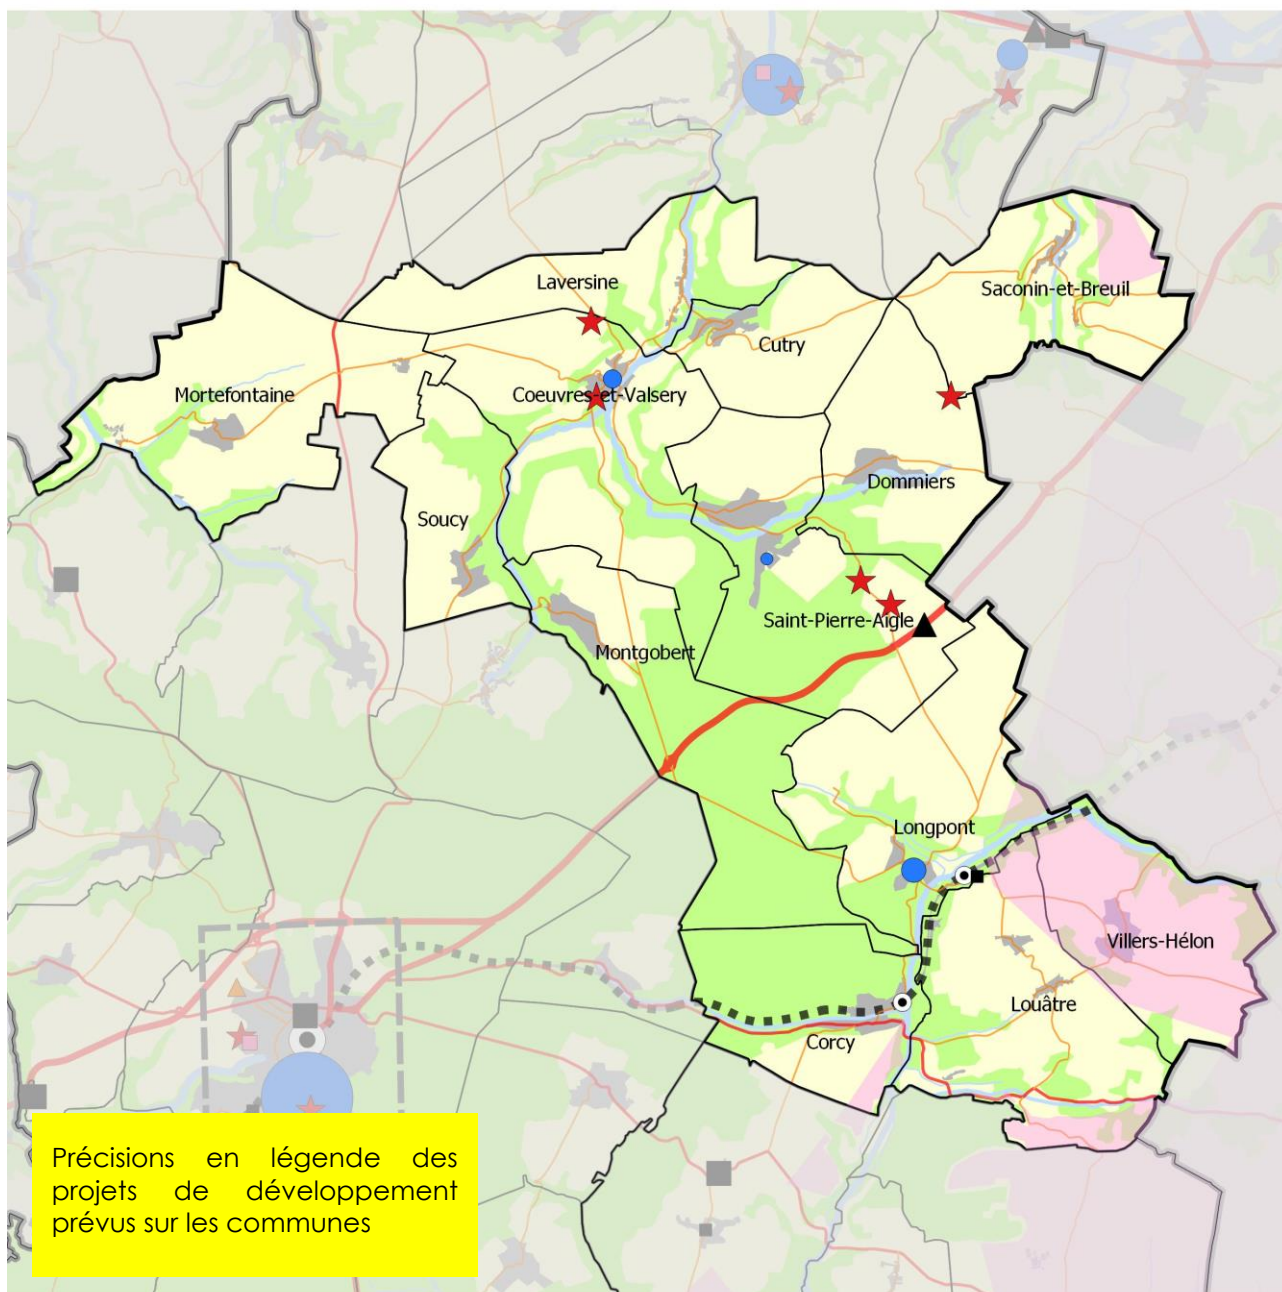 Laversine
Saconin-et-Breuil
Cutry
Mortefontaine
Coeuvres-et-Valsery
Dommiers
Soucy
Saint-Pierre-Aigle
Montgobert
Longpont
Villers-Hélon
Louâtre
Corcy
Précisions en légende des
projets de développement
prévus sur les communes